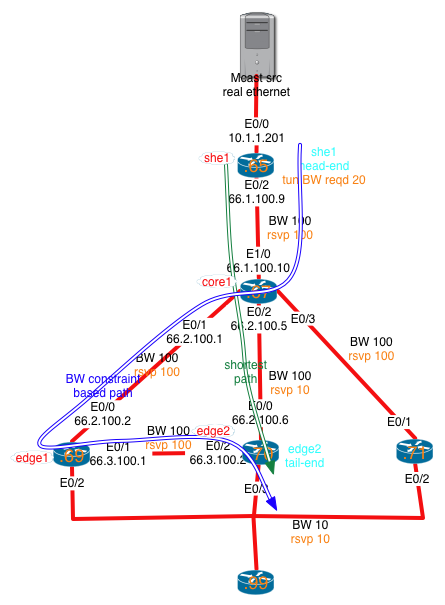 Mcast src
real ethernet
E0/0
10.1.1.201
she1
.65
she1
head-end
tun BW reqd 20
E0/2
66.1.100.9
BW 100
rsvp 100
E1/0
66.1.100.10
core1
.67
E0/2
66.2.100.5
E0/3
E0/1
66.2.100.1
BW 100
rsvp 100
BW 100
rsvp 100
shortest
path
BW constraint
based path
BW 100
rsvp 10
E0/0
66.2.100.2
E0/0
66.2.100.6
E0/1
BW 100
rsvp 100
edge2
edge1
.69
E0/1
66.3.100.1
E0/2
66.3.100.2
edge2
tail-end
.71
E0/2
E0/2
BW 10
rsvp 10
.99